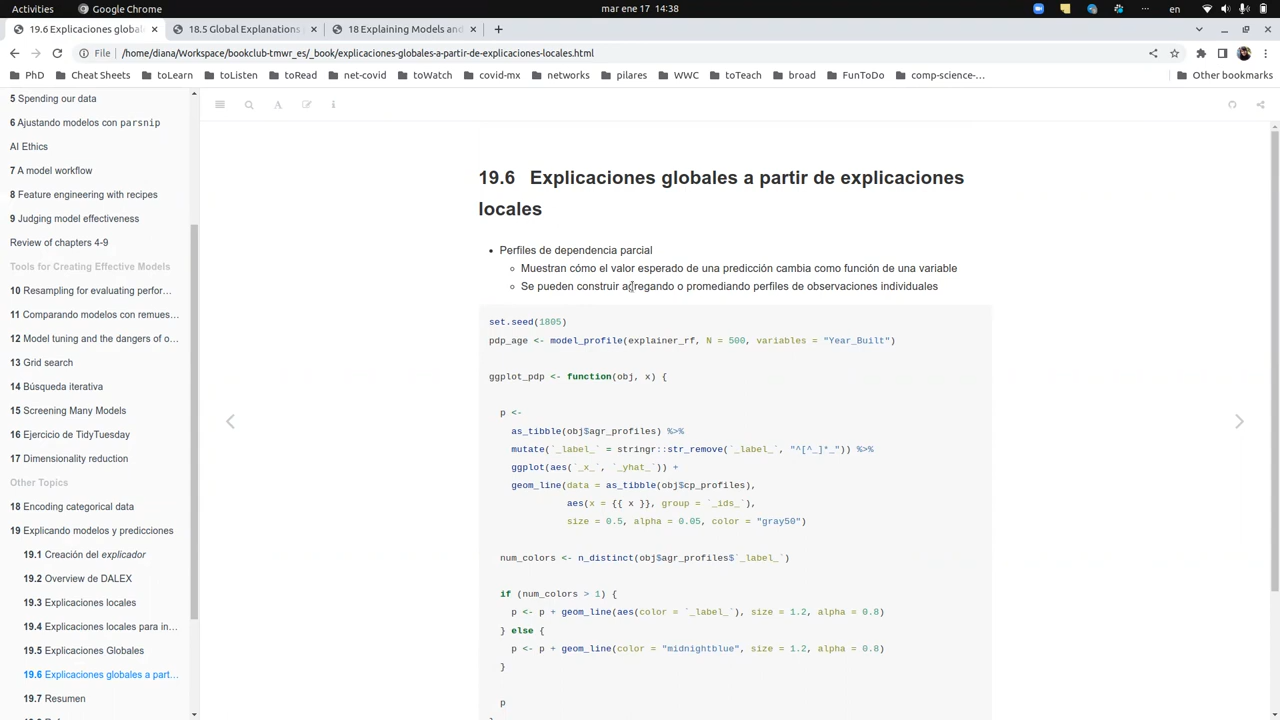 Activities
Google Chrome
mar ene 17 14:38
19.6 Explicaciones global
18.5 Global Explanations
18 Explaining Models and
File
/home/diana/Workspace/bookclub-tmwr_es/_book/explicaciones-globales-a-partir-de-explicaciones-locales.html
PhD
Cheat Sheets
toLearn
toListen
toRead
net-covid
toWatch
covid-mx
networks
pilares
WWC
toTeach
broad
FunToDo
comp-science-...
Other bookmarks
5 Spending our data
6 Ajustando modelos con parsnip
AI Ethics
7 A model workflow
8 Feature engineering with recipes
9 Judging model effectiveness
Review of chapters 4-9
Tools for Creating Effective Models
10 Resampling for evaluating perfor...
11 Comparando modelos con remues...
12 Model tuning and the dangers of o...
13 Grid search
14 Búsqueda iterativa
15 Screening Many Models
16 Ejercicio de TidyTuesday
17 Dimensionality reduction
Other Topics
18 Encoding categorical data
19 Explicando modelos y predicciones
19.1 Creación del explicador
19.2 Overview de DALEX
19.3 Explicaciones locales
19.4 Explicaciones locales para in...
19.5 Explicaciones Globales
19.6 Explicaciones globales a part...
19.7 Resumen
19.6 Explicaciones globales a partir de explicaciones
locales
Perfiles de dependencia parcial
Muestran cómo el valor esperado de una predicción cambia como función de una variable
Se pueden construir agregando o promediando perfiles de observaciones individuales
set.seed(1805)
pdp_age <- model_profile(explainer_rf, N = 500, variables = "Year_Built")
ggplot_pdp <- function(obj, x) {
p <-
as_tibble(obj$agr_profiles) %>%
mutate(`_label_` = stringr::str_remove(`_label_`, "^[^_]*_")) %>%
ggplot(aes(`_x_`, `_yhat_`)) +
geom_line(data = as_tibble(obj$cp_profiles),
aes(x = {{ x }}, group = `_ids_`),
size = 0.5, alpha = 0.05, color = "gray50")
num_colors <- n_distinct(obj$agr_profiles$`_label_`)
if (num_colors > 1) {
p <- p + geom_line(aes(color = `_label_`), size = 1.2, alpha = 0.8)
} else {
p <- p + geom_line(color = "midnightblue", size = 1.2, alpha = 0.8)
}
p